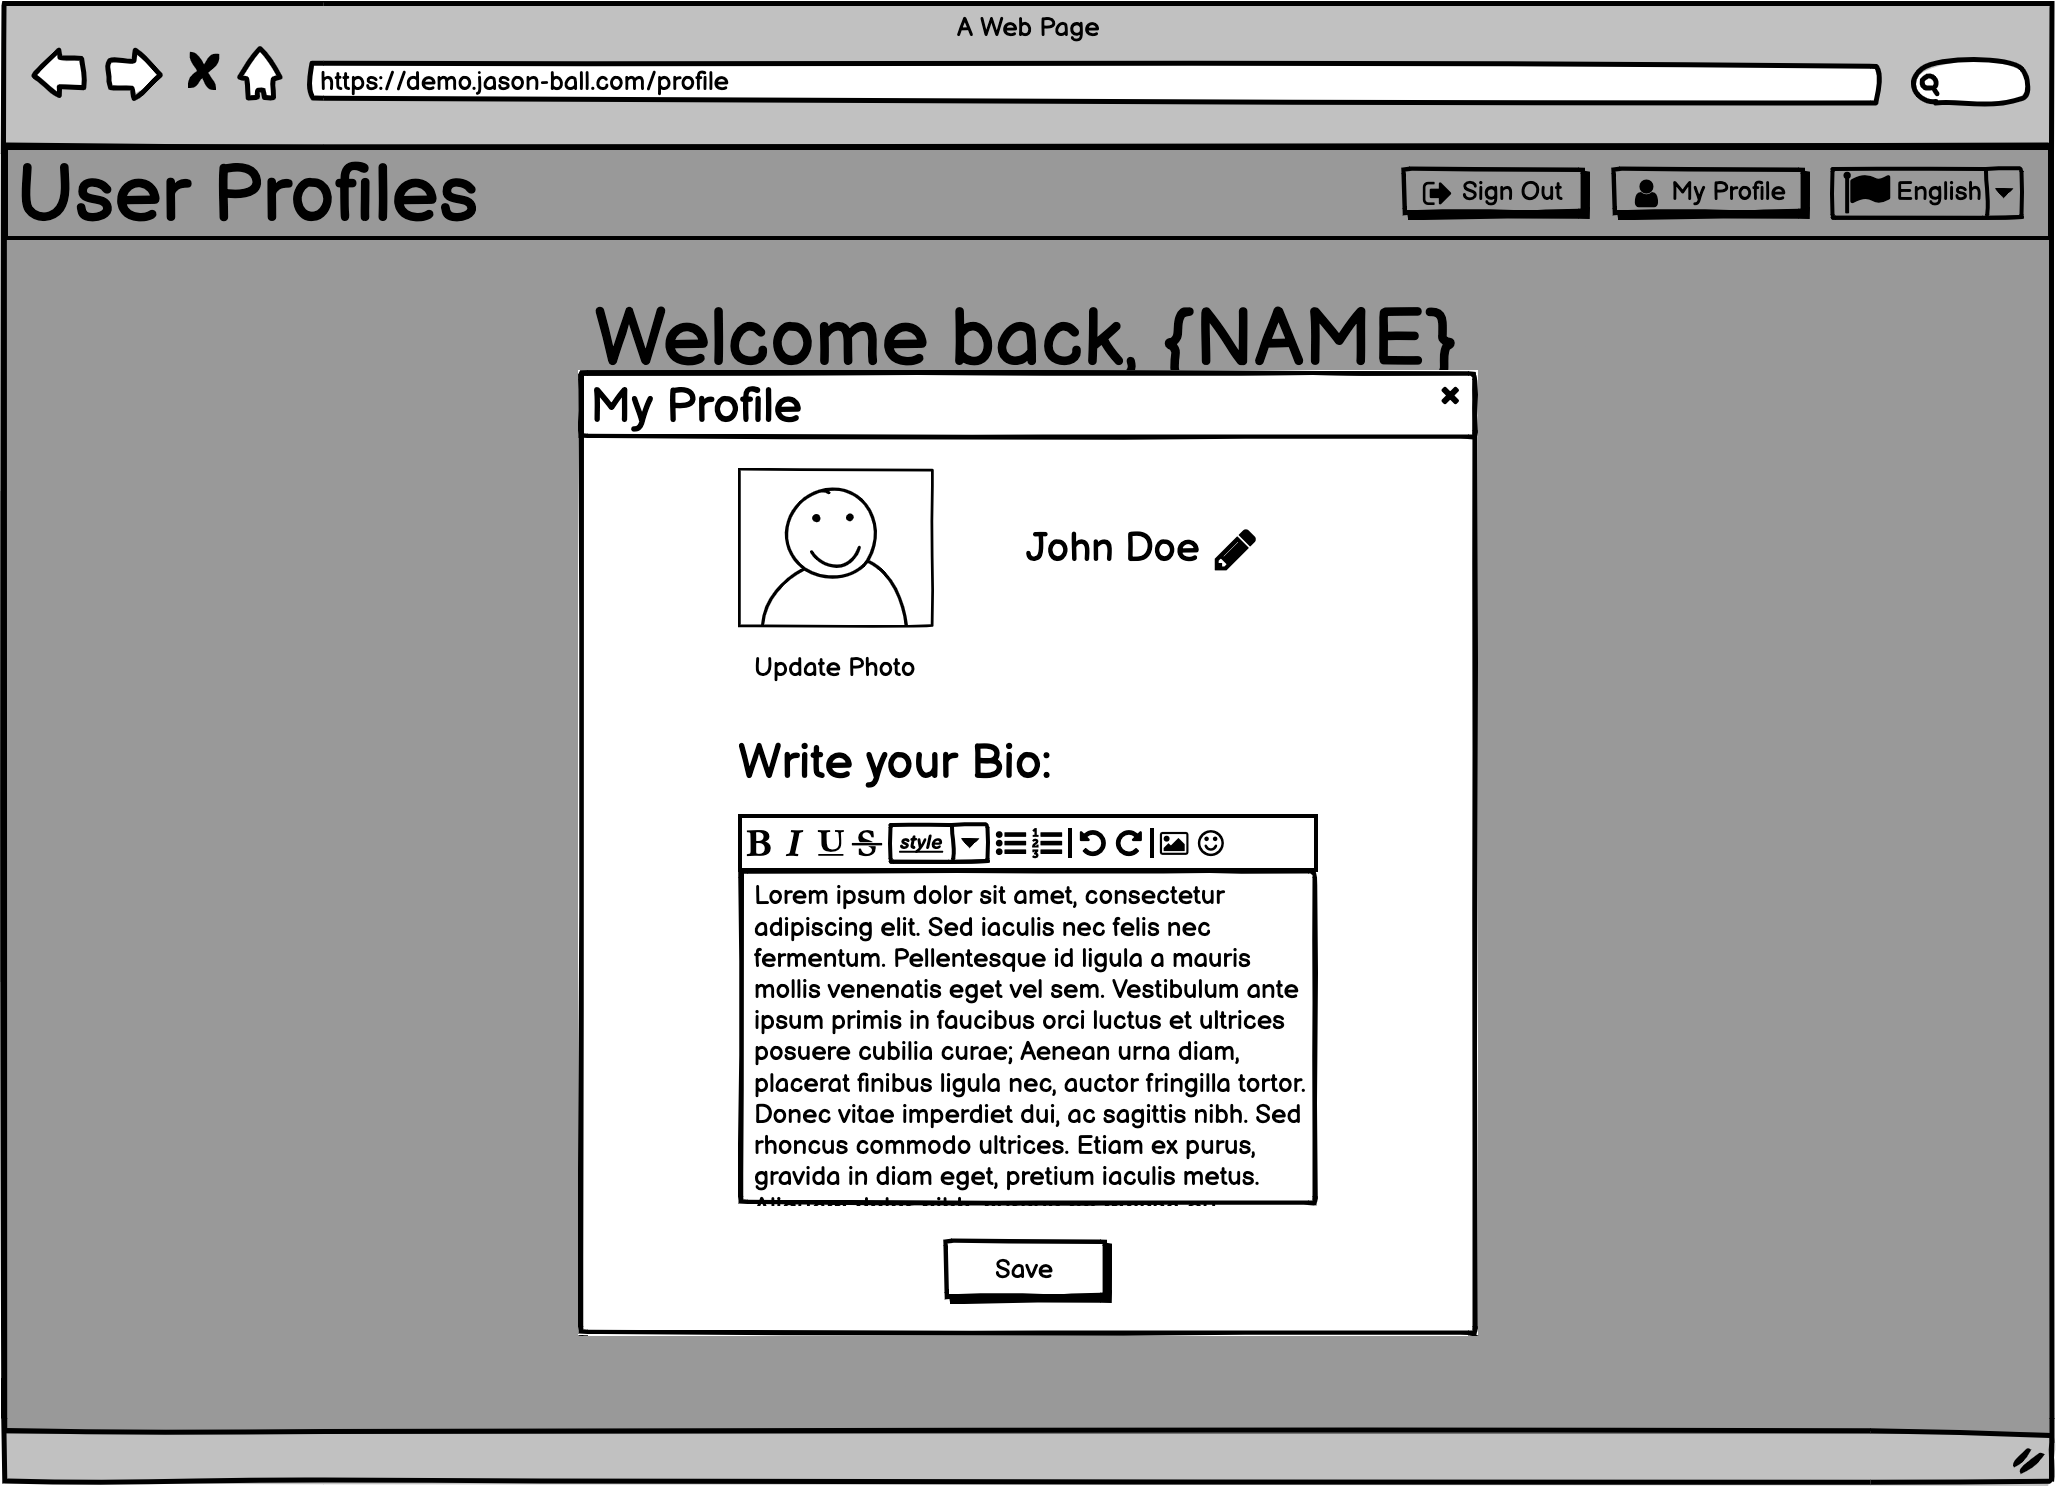 A Web Page
https://demo.jason-ball.com/profile
User Profiles
Sign Out
My Profile
English
Welcome back, {NAME}
My Profile
John Doe
Update Photo
Write your Bio:
B I U S style
1
2
3
Lorem ipsum dolor sit amet, consectetur
adipiscing elit. Sed iaculis nec felis nec
fermentum. Pellentesque id ligula a mauris
mollis venenatis eget vel sem. Vestibulum ante
ipsum primis in faucibus orci luctus et ultrices
posuere cubilia curae; Aenean urna diam,
placerat finibus ligula nec, auctor fringilla tortor.
Donec vitae imperdiet dui, ac sagittis nibh. Sed
rhoncus commodo ultrices. Etiam ex purus,
gravida in diam eget, pretium iaculis metus.
Save